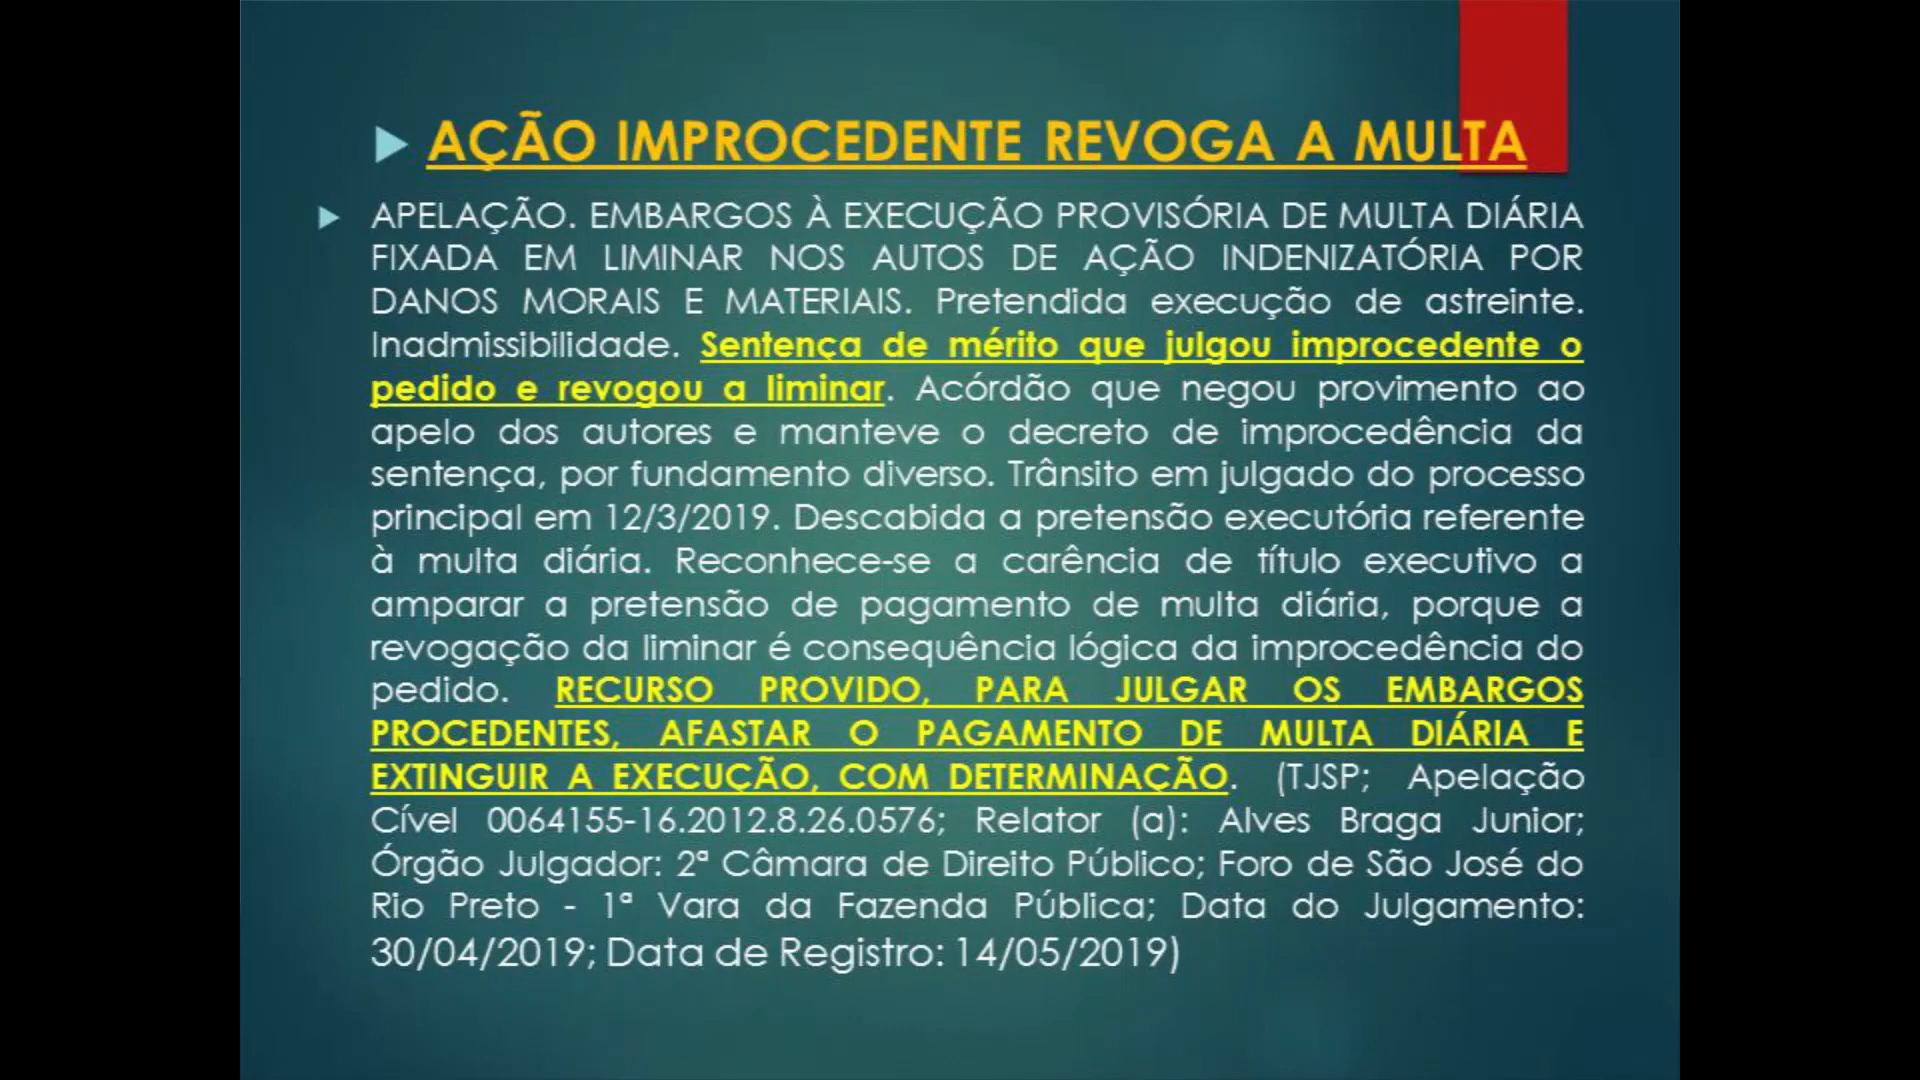 AÇÃO IMPROCEDENTE REVOGA A MULTA
APELAÇÃO. EMBARGOS À EXECUÇÃO PROVISÓRIA DE MULTA DIÁRIA
FIXADA EM LIMINAR NOS AUTOS DE AÇÃO INDENIZATÓRIA POR
DANOS MORAIS E MATERIAIS. Pretendida execução de astreinte.
Inadmissibilidade. Sentença de mérito que julgou improcedente o
pedido e revogou a liminar. Acórdão que negou provimento ao
apelo dos autores e manteve o decreto de improcedência da
sentença, por fundamento diverso. Trânsito em julgado do processo
principal em 12/3/2019. Descabida a pretensão executória referente
à multa diária. Reconhece-se a carência de título executivo a
amparar a pretensão de pagamento de multa diária, porque a
revogação da liminar é consequência lógica da improcedência do
pedido. RECURSO PROVIDO, PARA JULGAR OS EMBARGOS
PROCEDENTES, AFASTAR O PAGAMENTO DE MULTA DIÁRIA E
EXTINGUIR A EXECUÇÃO, COM DETERMINAÇÃO. (TJSP; Apelação
Cível 0064155-16.2012.8.26.0576; Relator (a): Alves Braga Junior;
Órgão Julgador: 2ª Câmara de Direito Público; Foro de São José do
Rio Preto - 1ª Vara da Fazenda Pública; Data do Julgamento:
30/04/2019; Data de Registro: 14/05/2019)